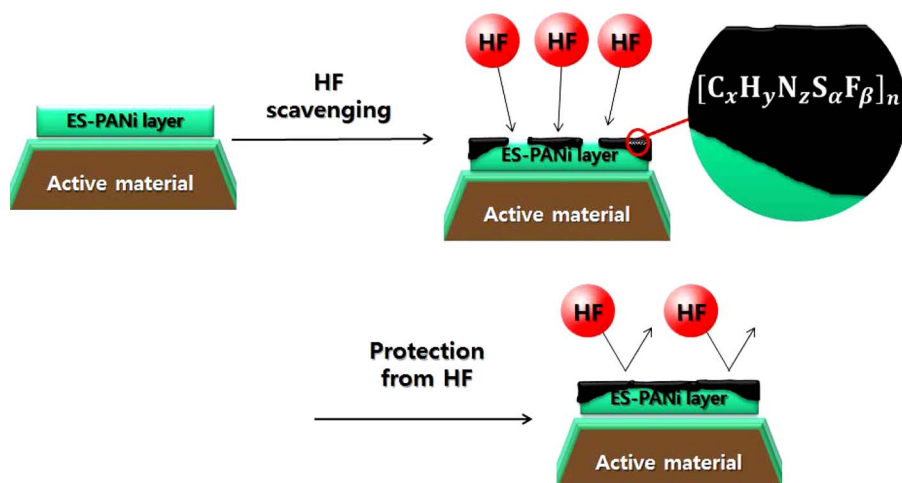 ES-PANi layer
Active material
HF
scavenging
HF
HF
HF
ES-PANi layer
Active material
[CₓHᵧN_zS_αF_β]ₙ
Protection
from HF
HF
HF
ES-PANi layer
Active material